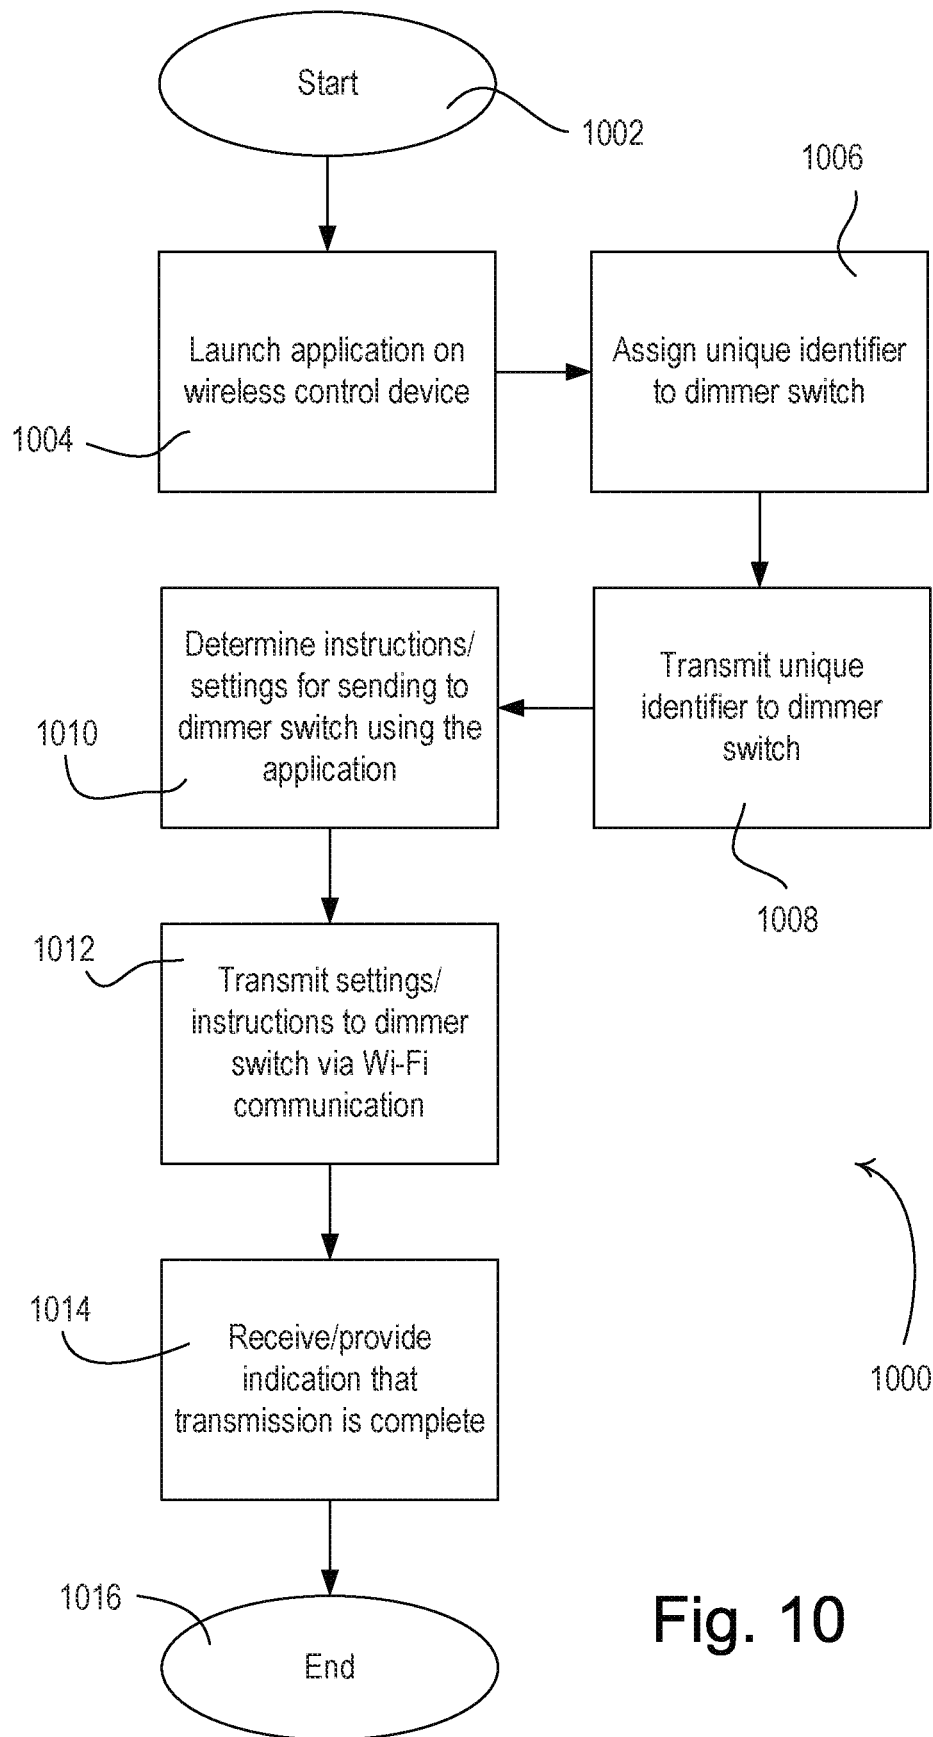 Start
1002
1006
Launch application on
wireless control device
1004
Assign unique identifier
to dimmer switch
Determine instructions/
settings for sending to
dimmer switch using the
application
1010
Transmit unique
identifier to dimmer
switch
1008
1012
Transmit settings/
instructions to dimmer
switch via Wi-Fi
communication
1014
Receive/provide
indication that
transmission is complete
1000
1016
End
Fig. 10